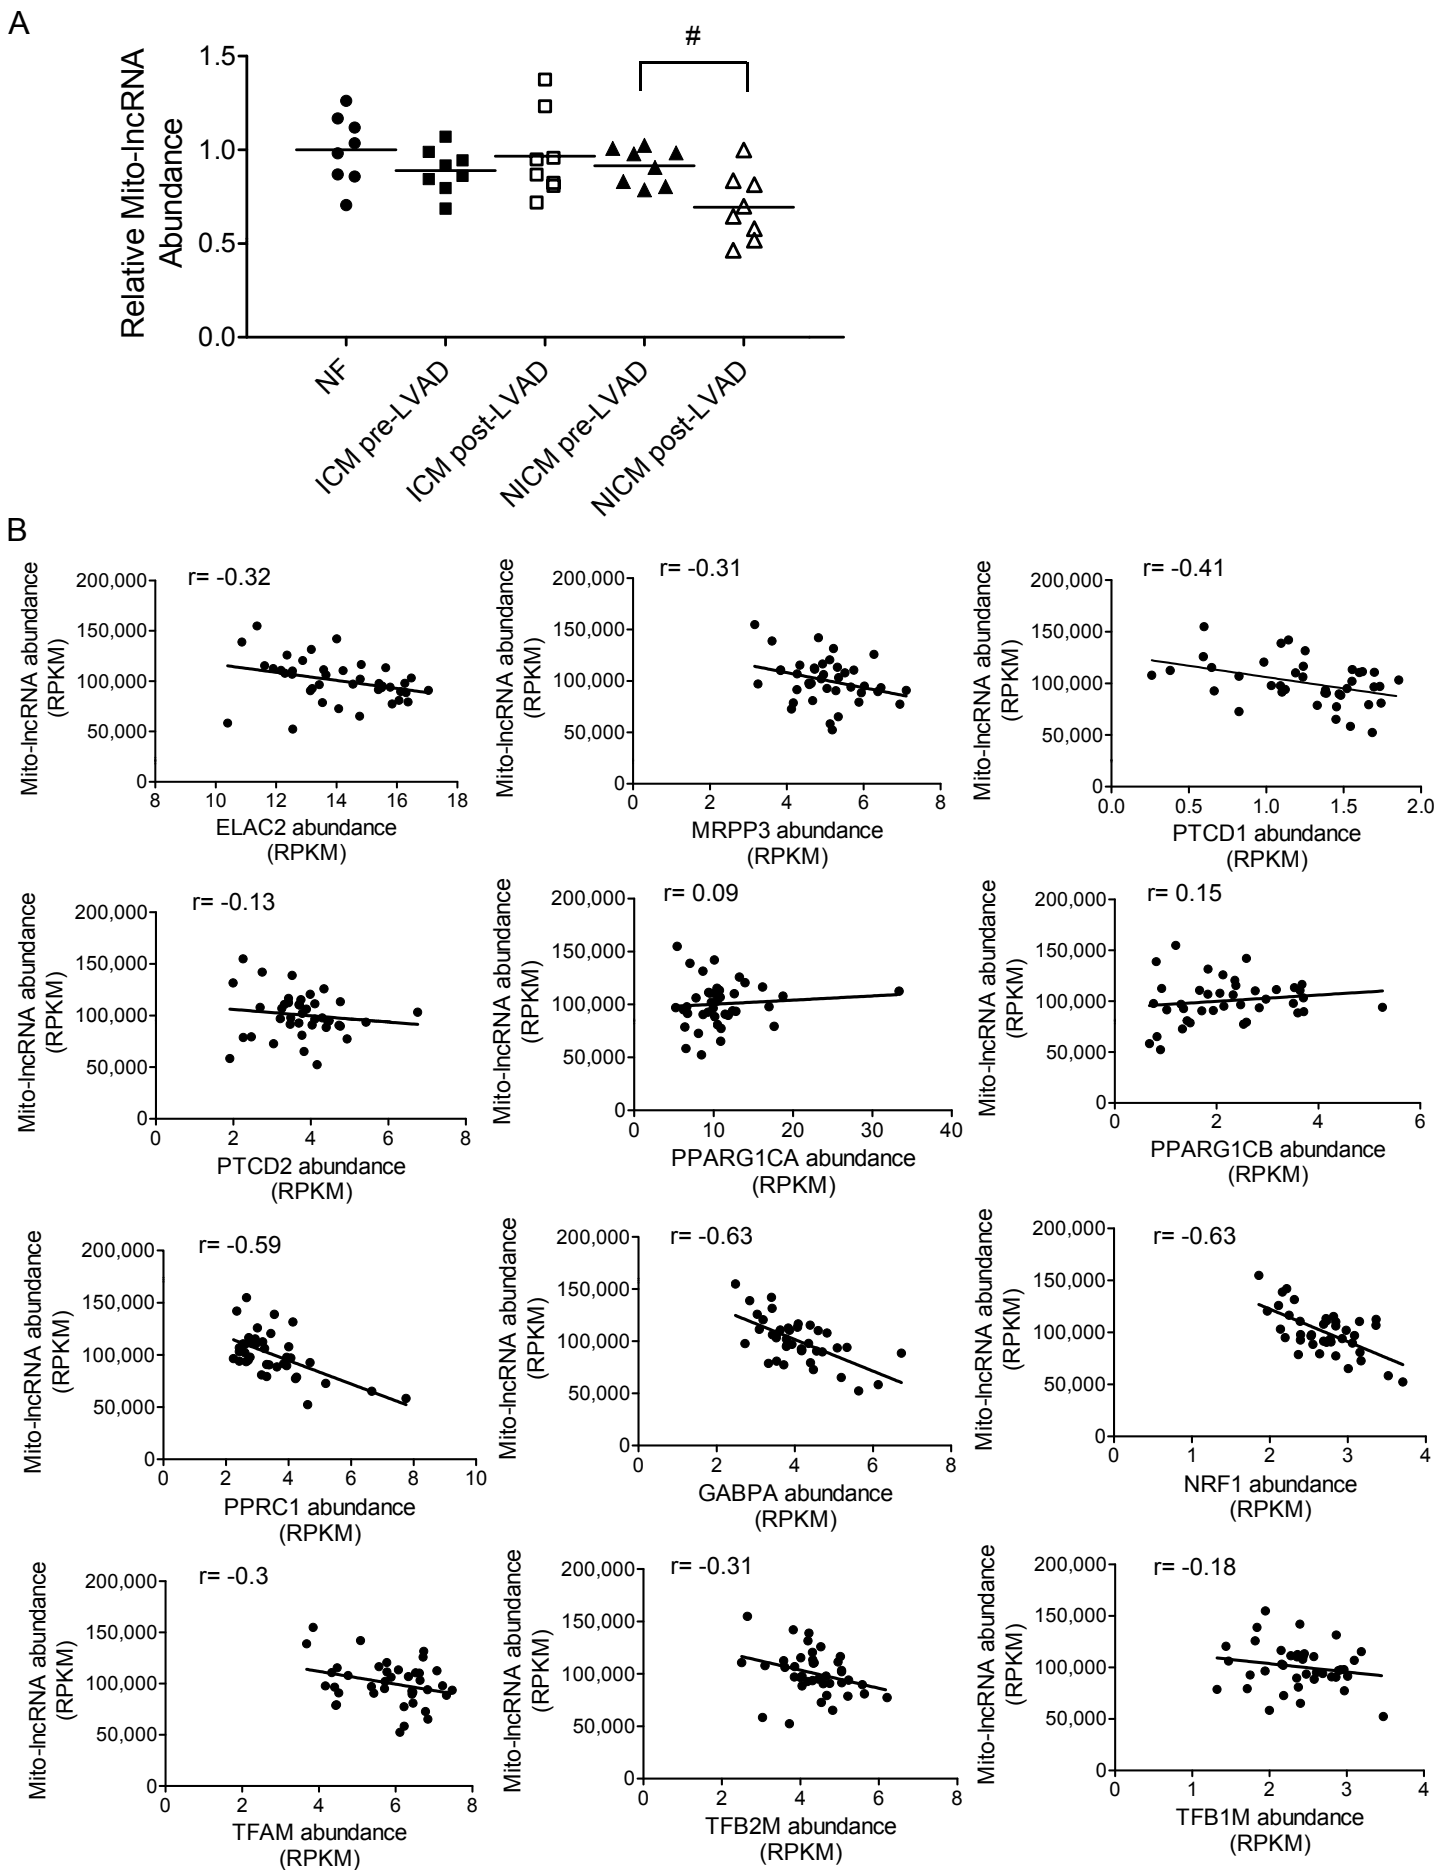 A
#
Relative Mito-lncRNA
Abundance
1.5
1.0
0.5
0.0
NF
ICM pre-LVAD
ICM post-LVAD
NICM pre-LVAD
NICM post-LVAD
B
Mito-lncRNA abundance
(RPKM)
r= -0.32
200,000
150,000
100,000
50,000
0
8 10 12 14 16 18
ELAC2 abundance
(RPKM)
Mito-lncRNA abundance
(RPKM)
r= -0.31
200,000
150,000
100,000
50,000
0
0 2 4 6 8
MRPP3 abundance
(RPKM)
Mito-lncRNA abundance
(RPKM)
r= -0.41
200,000
150,000
100,000
50,000
0
0.0 0.5 1.0 1.5 2.0
PTCD1 abundance
(RPKM)
Mito-lncRNA abundance
(RPKM)
r= -0.13
200,000
150,000
100,000
50,000
0
0 2 4 6 8
PTCD2 abundance
(RPKM)
Mito-lncRNA abundance
(RPKM)
r= 0.09
200,000
150,000
100,000
50,000
0
0 10 20 30 40
PPARG1CA abundance
(RPKM)
Mito-lncRNA abundance
(RPKM)
r= 0.15
200,000
150,000
100,000
50,000
0
0 2 4 6
PPARG1CB abundance
(RPKM)
Mito-lncRNA abundance
(RPKM)
r= -0.59
200,000
150,000
100,000
50,000
0
0 2 4 6 8 10
PPRC1 abundance
(RPKM)
Mito-lncRNA abundance
(RPKM)
r= -0.63
200,000
150,000
100,000
50,000
0
0 2 4 6 8
GABPA abundance
(RPKM)
Mito-lncRNA abundance
(RPKM)
r= -0.63
200,000
150,000
100,000
50,000
0
0 1 2 3 4
NRF1 abundance
(RPKM)
Mito-lncRNA abundance
(RPKM)
r= -0.3
200,000
150,000
100,000
50,000
0
0 2 4 6 8
TFAM abundance
(RPKM)
Mito-lncRNA abundance
(RPKM)
r= -0.31
200,000
150,000
100,000
50,000
0
0 2 4 6 8
TFB2M abundance
(RPKM)
Mito-lncRNA abundance
(RPKM)
r= -0.18
200,000
150,000
100,000
50,000
0
0 1 2 3 4
TFB1M abundance
(RPKM)